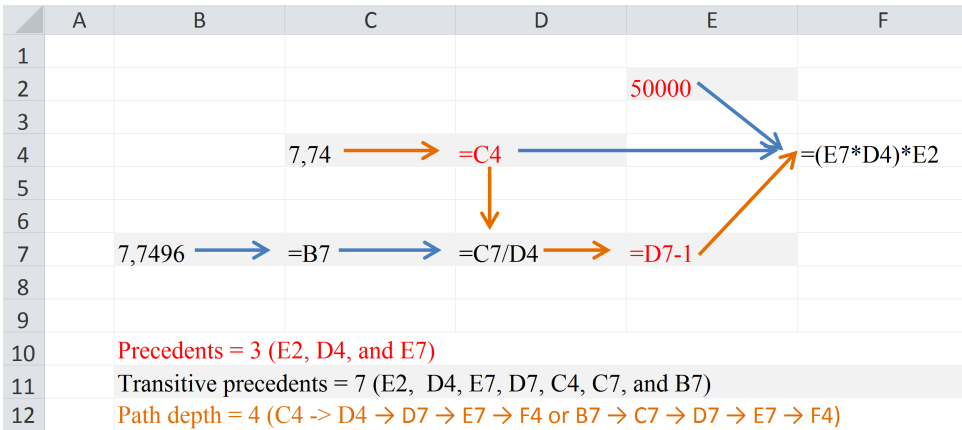 A B C D E F
1
2 50000
3
4 7,74 =C4 =(E7*D4)*E2
5
6
7 7,7496 =B7 =C7/D4 =D7-1
8
9
10 Precedents = 3 (E2, D4, and E7)
11 Transitive precedents = 7 (E2, D4, E7, D7, C4, C7, and B7)
12 Path depth = 4 (C4 -> D4 → D7 → E7 → F4 or B7 → C7 → D7 → E7 → F4)